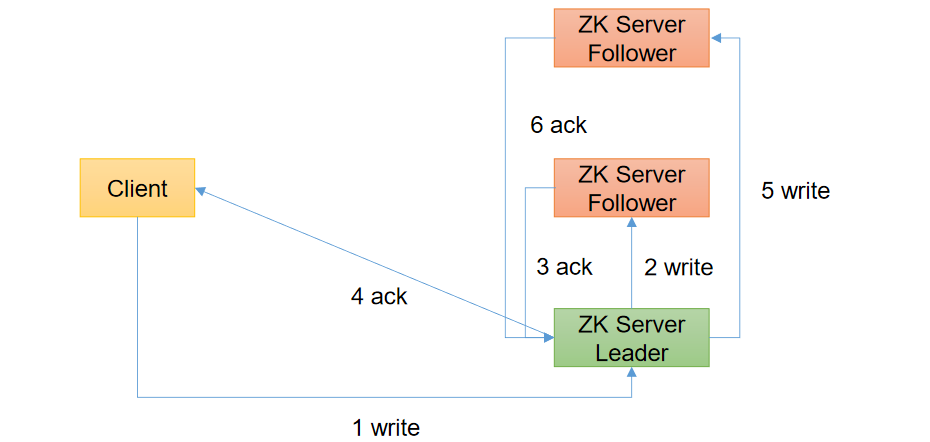 ZK Server
Follower
6 ack
ZK Server
Follower
Client
5 write
3 ack
2 write
4 ack
ZK Server
Leader
1 write